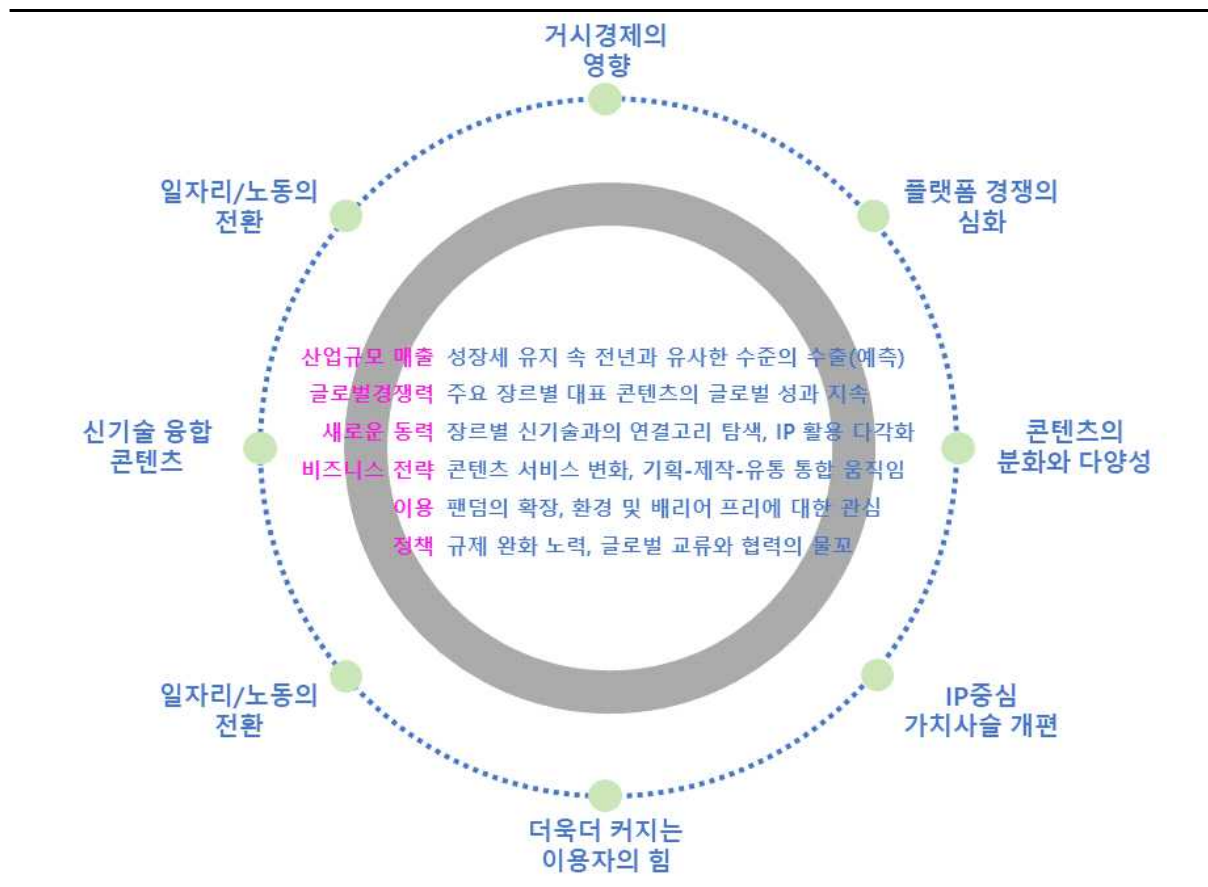 거시경제의
영향
일자리/노동의
전환
플랫폼 경쟁의
심화
산업규모 매출 성장세 유지 속 전년과 유사한 수준의 수출(예측)
글로벌경쟁력 주요 장르별 대표 콘텐츠의 글로벌 성과 지속
새로운 동력 장르별 신기술과의 연결고리 탐색, IP 활용 다각화
비즈니스 전략 콘텐츠 서비스 변화, 기획-제작-유통 통합 움직임
이용 팬덤의 확장, 환경 및 배리어 프리에 대한 관심
정책 규제 완화 노력, 글로벌 교류와 협력의 물꼬
신기술 융합
콘텐츠
콘텐츠의
분화와 다양성
일자리/노동의
전환
IP중심
가치사슬 개편
더욱더 커지는
이용자의 힘